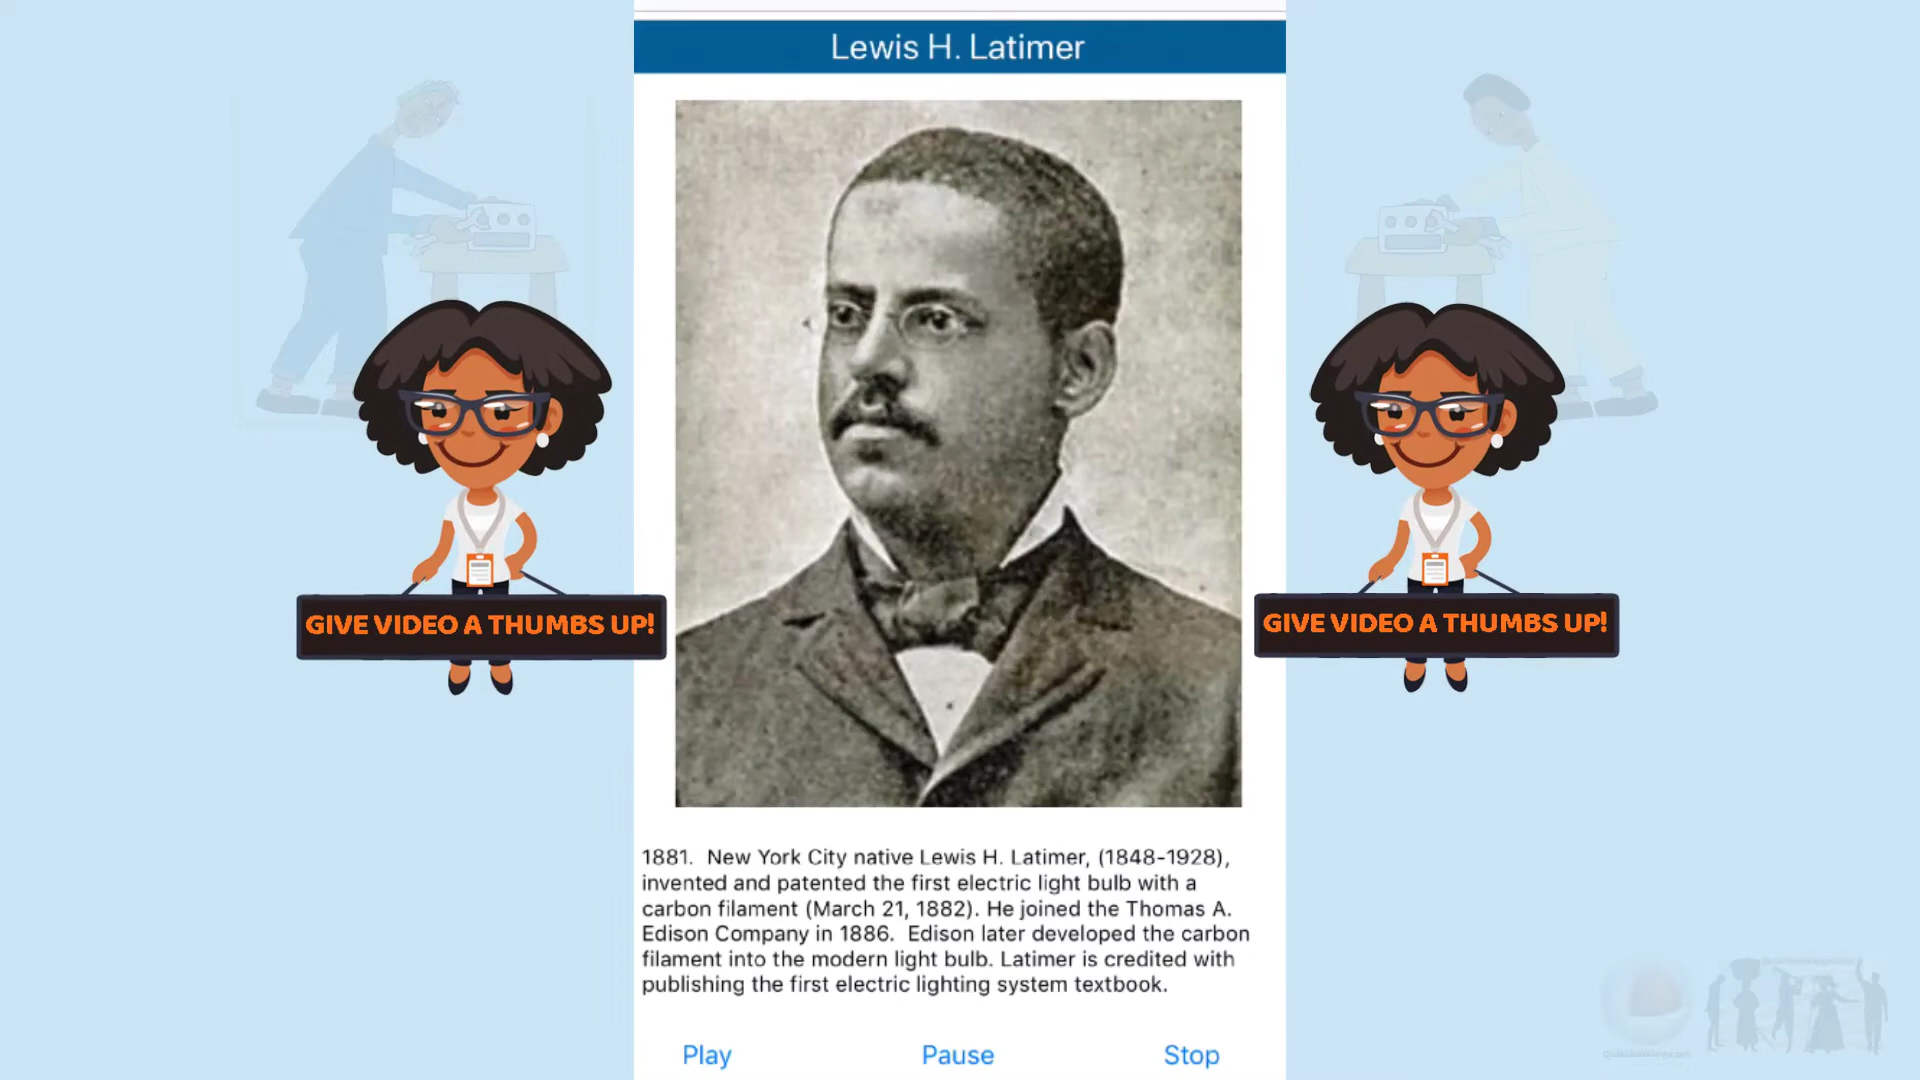 Lewis H. Latimer
GIVE VIDEO A THUMBS UP!
GIVE VIDEO A THUMBS UP!
1881.  New York City native Lewis H. Latimer, (1848-1928),
invented and patented the first electric light bulb with a
carbon filament (March 21, 1882). He joined the Thomas A.
Edison Company in 1886.  Edison later developed the carbon
filament into the modern light bulb. Latimer is credited with
publishing the first electric lighting system textbook.
Play
Pause
Stop